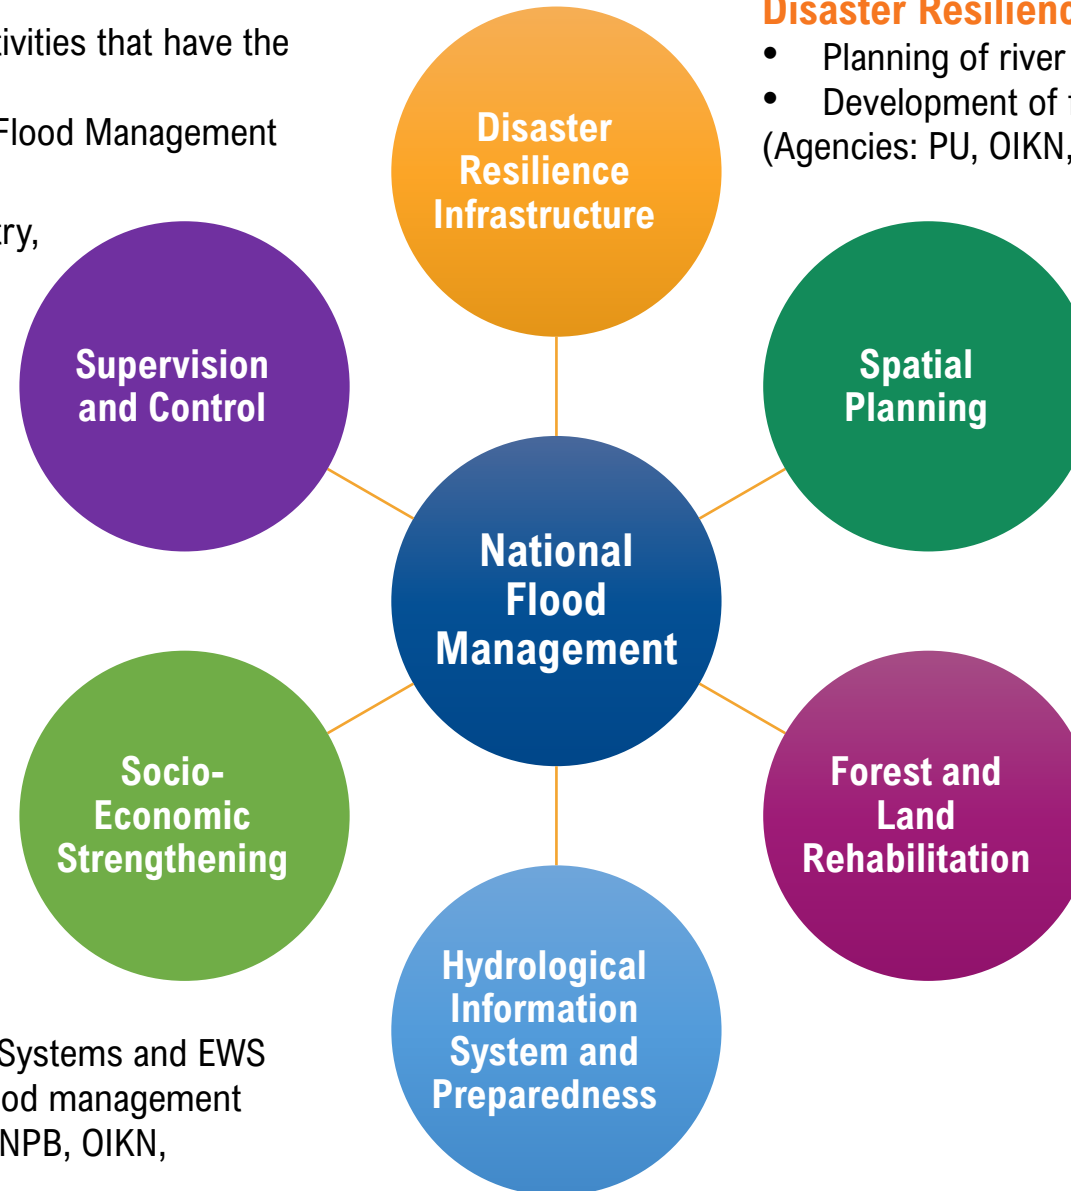 tivities that have the
Flood Management
try,
Disaster Resilienc
• Planning of river
• Development of
(Agencies: PU, OIKN,
Disaster
Resilience
Infrastructure
Supervision
and Control
Spatial
Planning
National
Flood
Management
Socio-
Economic
Strengthening
Forest and
Land
Rehabilitation
Hydrological
Information
System and
Preparedness
Systems and EWS
ood management
NPB, OIKN,